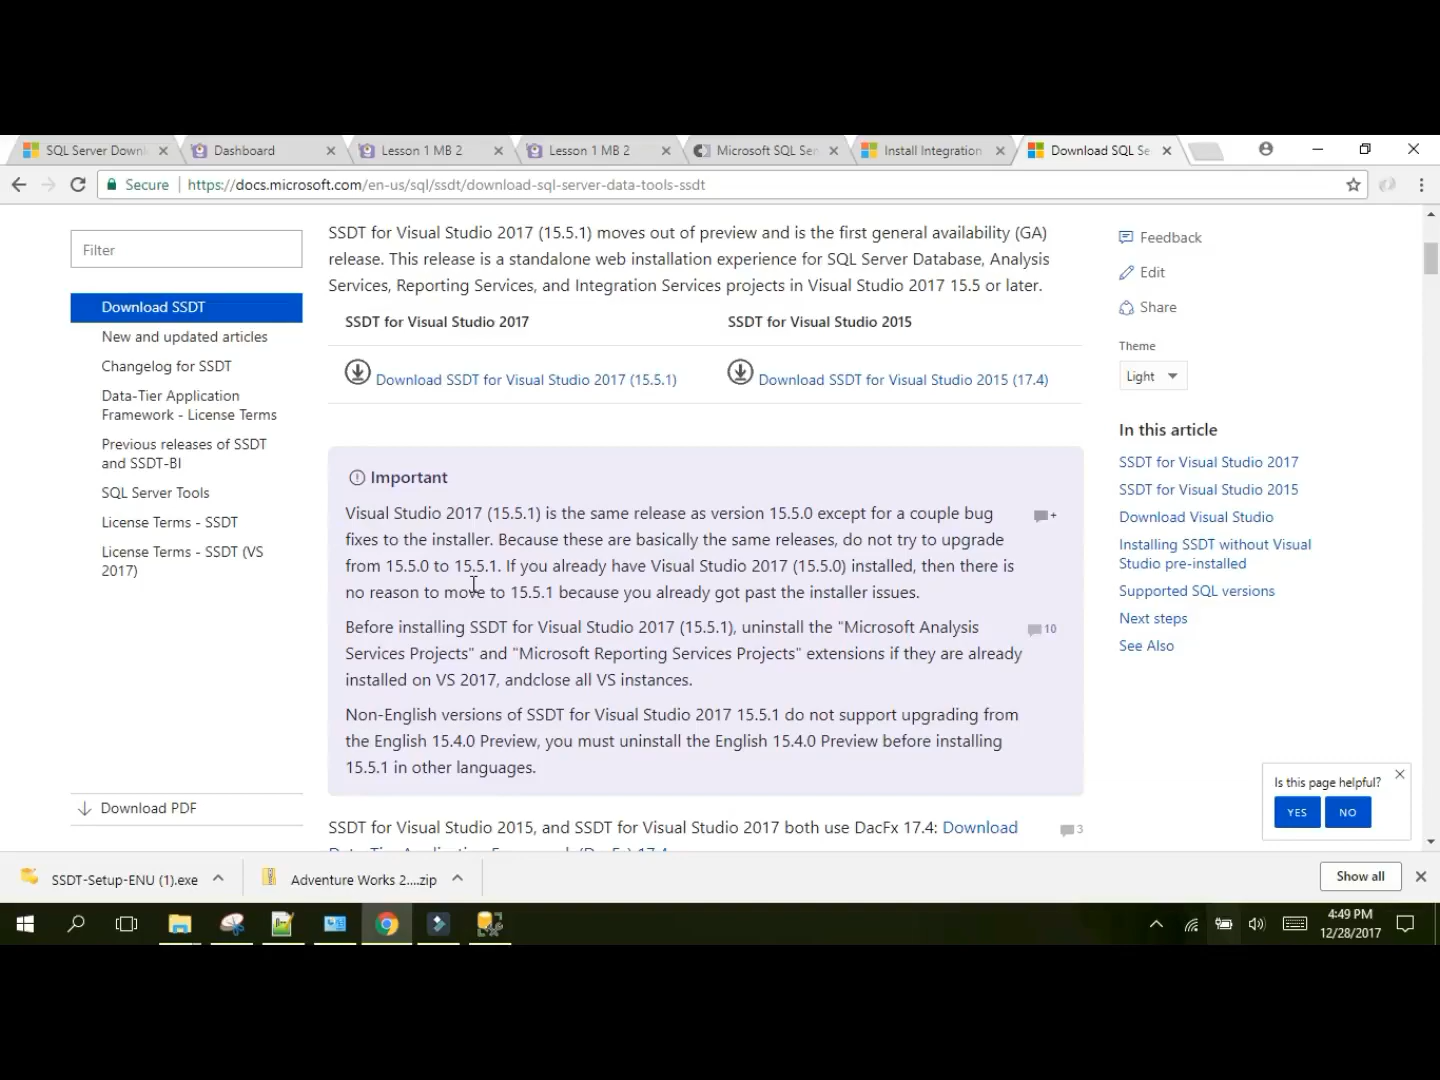 SQL Server Down
Dashboard
Lesson 1 MB 2
Lesson 1 MB 2
Microsoft SQL Ser
Install Integration
Download SQL Se
Secure
https://docs.microsoft.com/en-us/sql/ssdt/download-sql-server-data-tools-ssdt
Filter
Download SSDT
New and updated articles
Changelog for SSDT
Data-Tier Application
Framework - License Terms
Previous releases of SSDT
and SSDT-BI
SQL Server Tools
License Terms - SSDT
License Terms - SSDT (VS
2017)
Download PDF
SSDT for Visual Studio 2017 (15.5.1) moves out of preview and is the first general availability (GA)
release. This release is a standalone web installation experience for SQL Server Database, Analysis
Services, Reporting Services, and Integration Services projects in Visual Studio 2017 15.5 or later.
SSDT for Visual Studio 2017
SSDT for Visual Studio 2015
Download SSDT for Visual Studio 2017 (15.5.1)
Download SSDT for Visual Studio 2015 (17.4)
Important
Visual Studio 2017 (15.5.1) is the same release as version 15.5.0 except for a couple bug
fixes to the installer. Because these are basically the same releases, do not try to upgrade
from 15.5.0 to 15.5.1. If you already have Visual Studio 2017 (15.5.0) installed, then there is
no reason to move to 15.5.1 because you already got past the installer issues.
+
Before installing SSDT for Visual Studio 2017 (15.5.1), uninstall the "Microsoft Analysis
Services Projects" and "Microsoft Reporting Services Projects" extensions if they are already
installed on VS 2017, andclose all VS instances.
10
Non-English versions of SSDT for Visual Studio 2017 15.5.1 do not support upgrading from
the English 15.4.0 Preview, you must uninstall the English 15.4.0 Preview before installing
15.5.1 in other languages.
SSDT for Visual Studio 2015, and SSDT for Visual Studio 2017 both use DacFx 17.4: Download
3
Data-Tier Application Framework (DacFx) 17.4
Feedback
Edit
Share
Theme
Light
In this article
SSDT for Visual Studio 2017
SSDT for Visual Studio 2015
Download Visual Studio
Installing SSDT without Visual
Studio pre-installed
Supported SQL versions
Next steps
See Also
Is this page helpful?
YES
NO
SSDT-Setup-ENU (1).exe
Adventure Works 2....zip
Show all
4:49 PM
12/28/2017